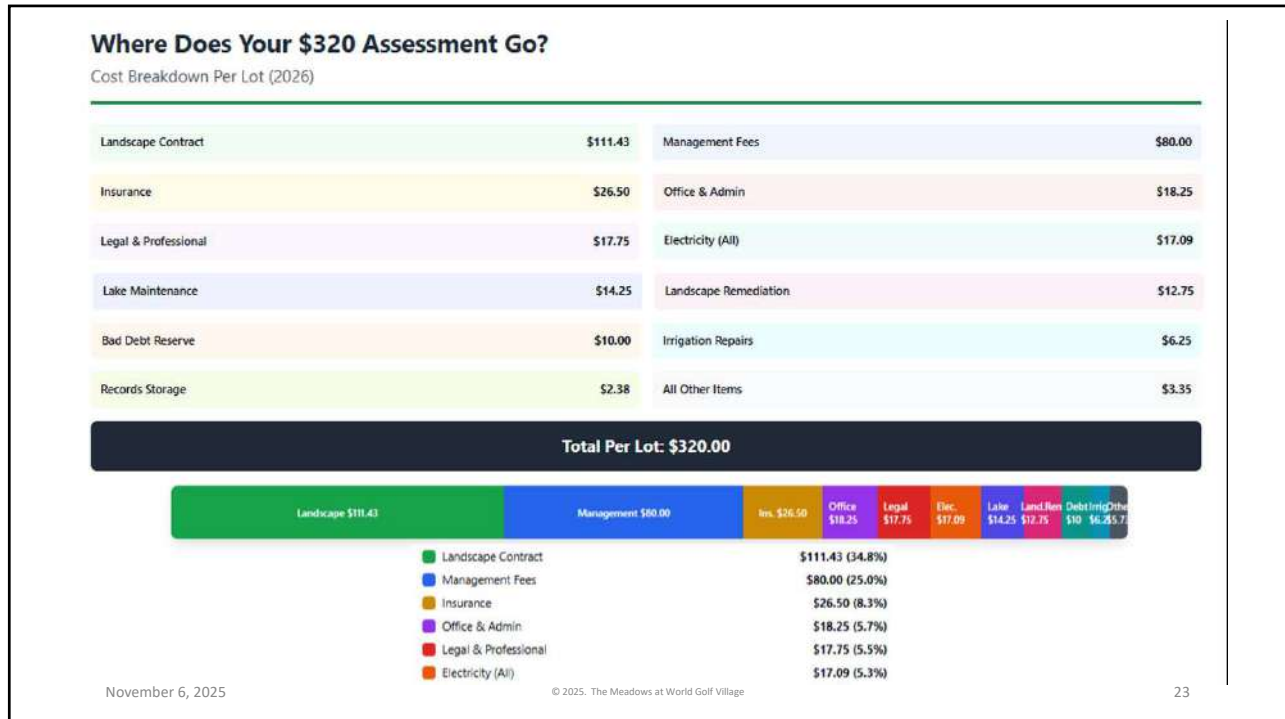 Where Does Your $320 Assessment Go?
Cost Breakdown Per Lot (2026)
Landscape Contract $111.43 Management Fees $80.00
Insurance $26.50 Office & Admin $18.25
Legal & Professional $17.75 Electricity (All) $17.09
Lake Maintenance $14.25 Landscape Remediation $12.75
Bad Debt Reserve $10.00 Irrigation Repairs $6.25
Records Storage $2.38 All Other Items $3.35
Total Per Lot: $320.00
Landscape $111.43
Management $80.00
Ins. $26.50
Office
$18.25
Legal
$17.75
Elec.
$17.09
Lake
$14.25
Land.Rem
$12.75
Debt
$10
Irrig
Landscape Contract $111.43 (34.8%)
Management Fees $80.00 (25.0%)
Insurance $26.50 (8.3%)
Office & Admin $18.25 (5.7%)
Legal & Professional $17.75 (5.5%)
Electricity (All) $17.09 (5.3%)
November 6, 2025 © 2025. The Meadows at World Golf Village 23